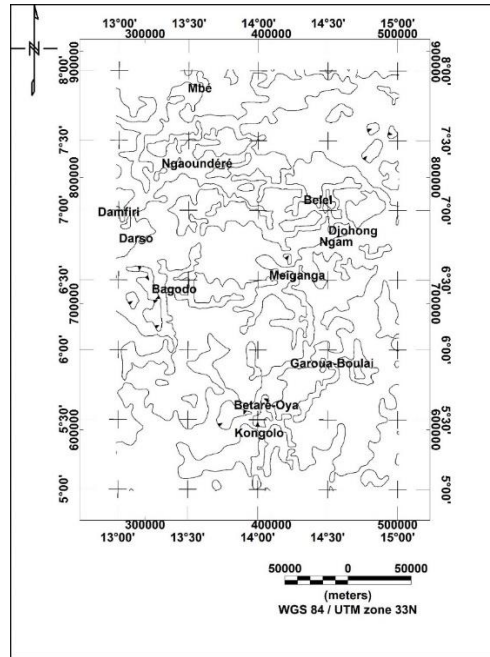 13°00' 13°30' 14°00' 14°30' 15°00'
300000 400000 500000
8°00' 900000 900000 8°00'
Mbé
7°30' 7°30'
Ngaoundéré
800000 800000
Belel
7°00' Damfiri 7°00'
Djohong
Darso Ngam
Meiganga
6°30' 6°30'
Bagodo
700000 700000
6°00' 6°00'
Garoua-Boulai
Betaré-Oya
5°30' 5°30'
600000 Kongolo 600000
5°00' 5°00'
300000 400000 500000
13°00' 13°30' 14°00' 14°30' 15°00'
50000 0 50000
(meters)
WGS 84 / UTM zone 33N